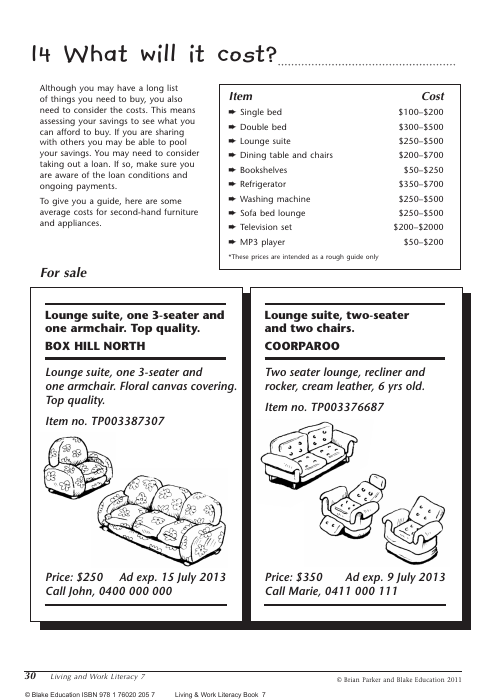 14 What will it cost?
Although you may have a long list
of things you need to buy, you also
need to consider the costs. This means
assessing your savings to see what you
can afford to buy. If you are sharing
with others you may be able to pool
your savings. You may need to consider
taking out a loan. If so, make sure you
are aware of the loan conditions and
ongoing payments.
To give you a guide, here are some
average costs for second-hand furniture
and appliances.
Item Cost
➨ Single bed $100–$200
➨ Double bed $300–$500
➨ Lounge suite $250–$500
➨ Dining table and chairs $200–$700
➨ Bookshelves $50–$250
➨ Refrigerator $350–$700
➨ Washing machine $250–$500
➨ Sofa bed lounge $250–$500
➨ Television set $200–$2000
➨ MP3 player $50–$200
*These prices are intended as a rough guide only
For sale
Lounge suite, one 3-seater and
one armchair. Top quality.
BOX HILL NORTH
Lounge suite, one 3-seater and
one armchair. Floral canvas covering.
Top quality.
Item no. TP003387307
Price: $250 Ad exp. 15 July 2013
Call John, 0400 000 000
Lounge suite, two-seater
and two chairs.
COORPAROO
Two seater lounge, recliner and
rocker, cream leather, 6 yrs old.
Item no. TP003376687
Price: $350 Ad exp. 9 July 2013
Call Marie, 0411 000 111
30 Living and Work Literacy 7
© Brian Parker and Blake Education 2011
© Blake Education ISBN 978 1 76020 205 7 Living & Work Literacy Book 7